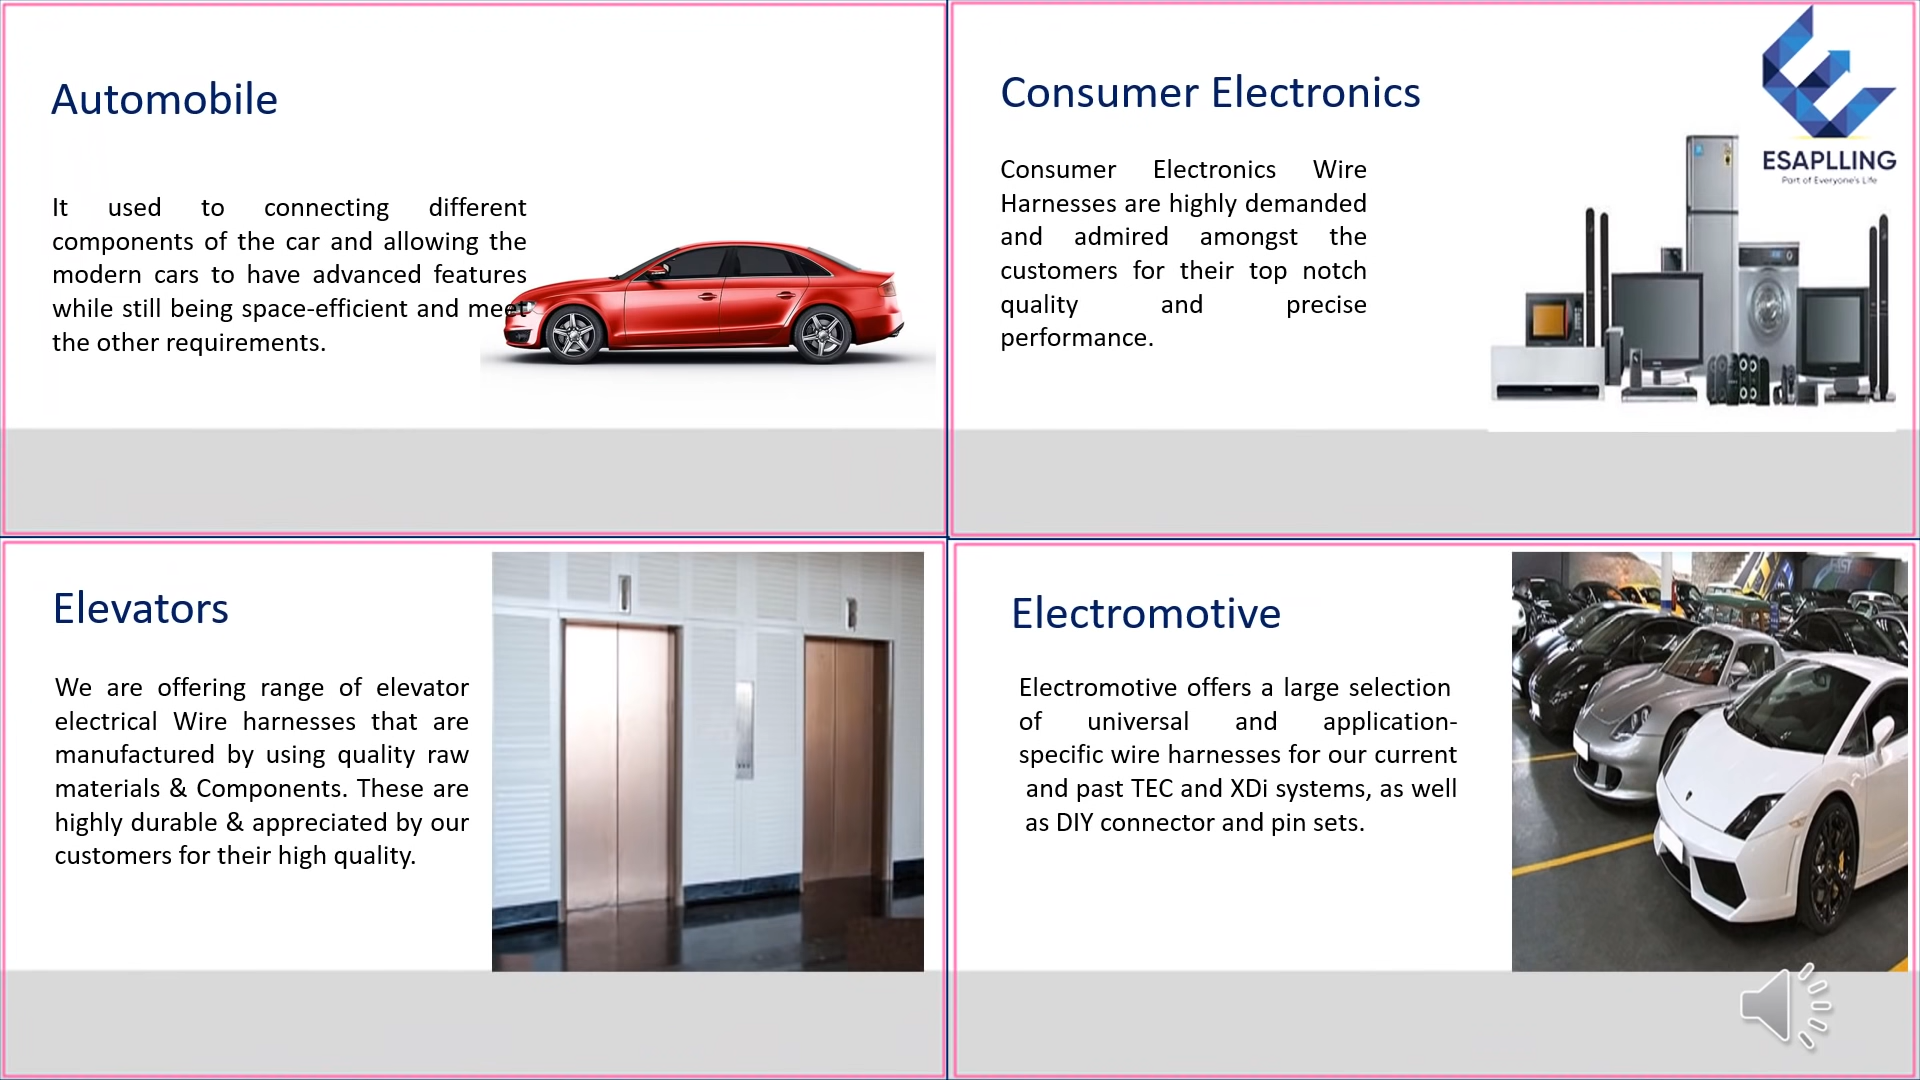 Automobile
It used to connecting different
components of the car and allowing the
modern cars to have advanced features
while still being space-efficient and meet
the other requirements.
Consumer Electronics
Consumer Electronics Wire
Harnesses are highly demanded
and admired amongst the
customers for their top notch
quality and precise
performance.
ESAPLLING
Part of Everyone's Life
Elevators
We are offering range of elevator
electrical Wire harnesses that are
manufactured by using quality raw
materials & Components. These are
highly durable & appreciated by our
customers for their high quality.
Electromotive
Electromotive offers a large selection
of universal and application-
specific wire harnesses for our current
and past TEC and XDi systems, as well
as DIY connector and pin sets.